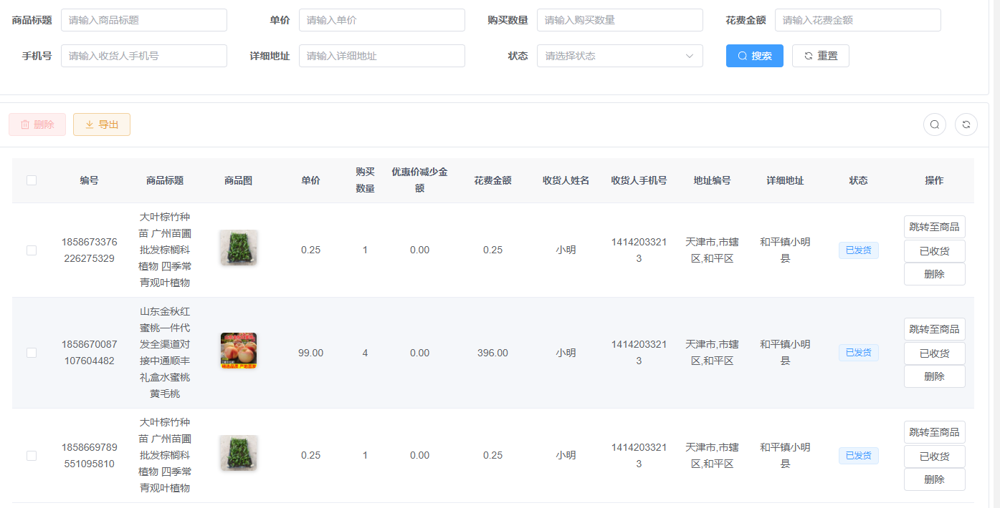 商品标题 请输入商品标题 单价 请输入单价 购买数量 请输入购买数量 花费金额 请输入花费金额
手机号 请输入收货人手机号 详细地址 请输入详细地址 状态 请选择状态 搜索 重置
删除 导出
编号 商品标题 商品图 单价 购买 优惠价减少金 花费金额 收货人姓名 收货人手机号 地址编号 详细地址 状态 操作
数量 额
1858673376
226275329
大叶棕竹种
苗 广州苗圃
批发棕榈科
植物 四季常
青观叶植物
0.25
1
0.00
0.25
小明
1414203321
3
天津市,市辖
区,和平区
和平镇小明
县
已发货
跳转至商品
已收货
删除
1858670087
107604482
山东金秋红
蜜桃一件代
发全渠道对
接中通顺丰
礼盒水蜜桃
黄毛桃
99.00
4
0.00
396.00
小明
1414203321
3
天津市,市辖
区,和平区
和平镇小明
县
已发货
跳转至商品
已收货
删除
1858669789
551095810
大叶棕竹种
苗 广州苗圃
批发棕榈科
植物 四季常
青观叶植物
0.25
1
0.00
0.25
小明
1414203321
3
天津市,市辖
区,和平区
和平镇小明
县
已发货
跳转至商品
已收货
删除